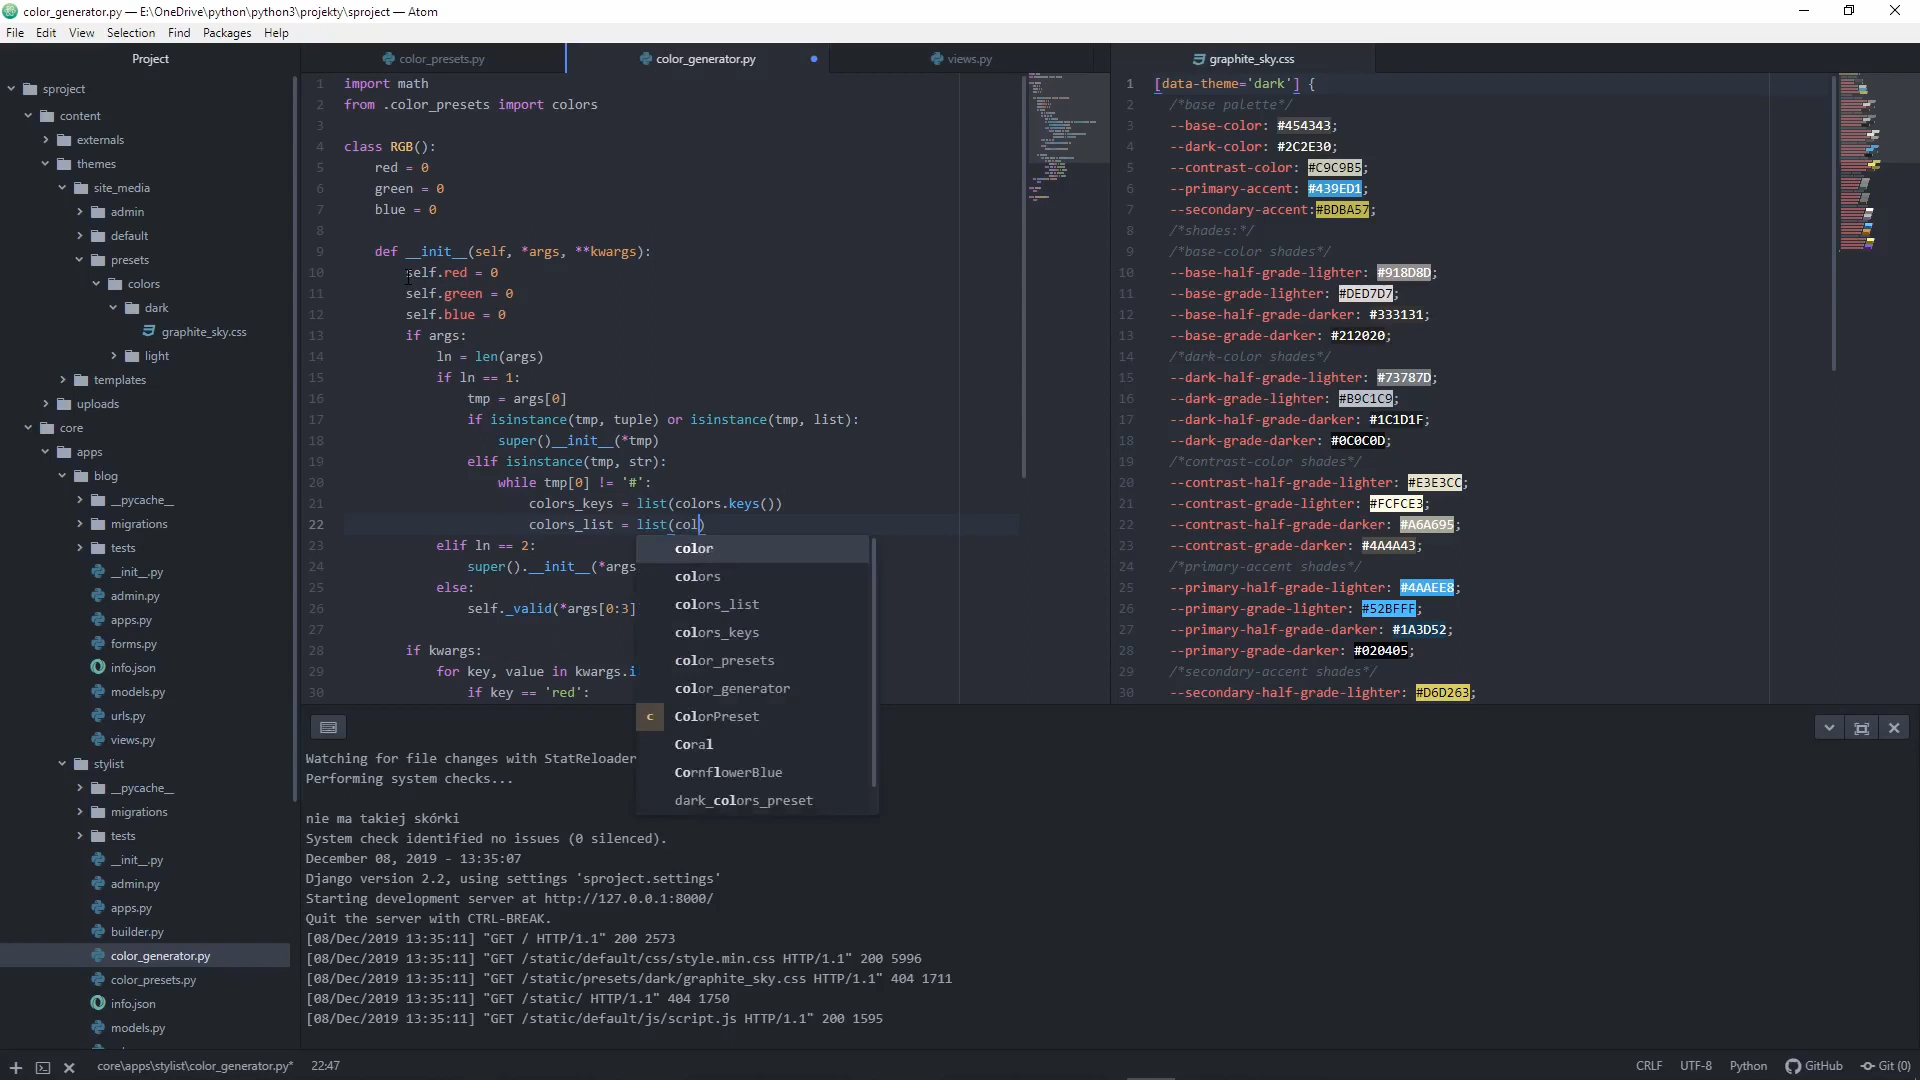 color_generator.py — E:\OneDrive\python\python3\projekty\sproject — Atom
File Edit View Selection Find Packages Help
Project
sproject
content
externals
themes
site_media
admin
default
presets
colors
dark
graphite_sky.css
light
templates
uploads
core
apps
blog
__pycache__
migrations
tests
__init__.py
admin.py
apps.py
forms.py
info.json
models.py
urls.py
views.py
stylist
__pycache__
migrations
tests
__init__.py
admin.py
apps.py
builder.py
color_generator.py
color_presets.py
info.json
models.py
color_presets.py color_generator.py views.py
1 import math
2 from .color_presets import colors
3
4 class RGB():
5 red = 0
6 green = 0
7 blue = 0
8
9 def __init__(self, *args, **kwargs):
10 self.red = 0
11 self.green = 0
12 self.blue = 0
13 if args:
14 ln = len(args)
15 if ln == 1:
16 tmp = args[0]
17 if isinstance(tmp, tuple) or isinstance(tmp, list):
18 super()__init__(*tmp)
19 elif isinstance(tmp, str):
20 while tmp[0] != '#':
21 colors_keys = list(colors.keys())
22 colors_list = list(col)
23 elif ln == 2:
24 super().__init__(*args
25 else:
26 self._valid(*args[0:3]
27
28 if kwargs:
29 for key, value in kwargs.i
30 if key == 'red':
color
colors
colors_list
colors_keys
color_presets
color_generator
c ColorPreset
Coral
CornflowerBlue
dark_colors_preset
graphite_sky.css
1 [data-theme='dark'] {
2 /*base palette*/
3 --base-color: #454343;
4 --dark-color: #2C2E30;
5 --contrast-color: #C9C9B5;
6 --primary-accent: #439ED1;
7 --secondary-accent:#BDBA57;
8 /*shades:*/
9 /*base-color shades*/
10 --base-half-grade-lighter: #918D8D;
11 --base-grade-lighter: #DED7D7;
12 --base-half-grade-darker: #333131;
13 --base-grade-darker: #212020;
14 /*dark-color shades*/
15 --dark-half-grade-lighter: #73787D;
16 --dark-grade-lighter: #B9C1C9;
17 --dark-half-grade-darker: #1C1D1F;
18 --dark-grade-darker: #0C0C0D;
19 /*contrast-color shades*/
20 --contrast-half-grade-lighter: #E3E3CC;
21 --contrast-grade-lighter: #FCFCE3;
22 --contrast-half-grade-darker: #A6A695;
23 --contrast-grade-darker: #4A4A43;
24 /*primary-accent shades*/
25 --primary-half-grade-lighter: #4AAEE8;
26 --primary-grade-lighter: #52BFFF;
27 --primary-half-grade-darker: #1A3D52;
28 --primary-grade-darker: #020405;
29 /*secondary-accent shades*/
30 --secondary-half-grade-lighter: #D6D263;
Watching for file changes with StatReloader
Performing system checks...
nie ma takiej skórki
System check identified no issues (0 silenced).
December 08, 2019 - 13:35:07
Django version 2.2, using settings 'sproject.settings'
Starting development server at http://127.0.0.1:8000/
Quit the server with CTRL-BREAK.
[08/Dec/2019 13:35:11] "GET / HTTP/1.1" 200 2573
[08/Dec/2019 13:35:11] "GET /static/default/css/style.min.css HTTP/1.1" 200 5996
[08/Dec/2019 13:35:11] "GET /static/presets/dark/graphite_sky.css HTTP/1.1" 404 1711
[08/Dec/2019 13:35:11] "GET /static/ HTTP/1.1" 404 1750
[08/Dec/2019 13:35:11] "GET /static/default/js/script.js HTTP/1.1" 200 1595
core\apps\stylist\color_generator.py* 22:47 CRLF UTF-8 Python GitHub Git (0)